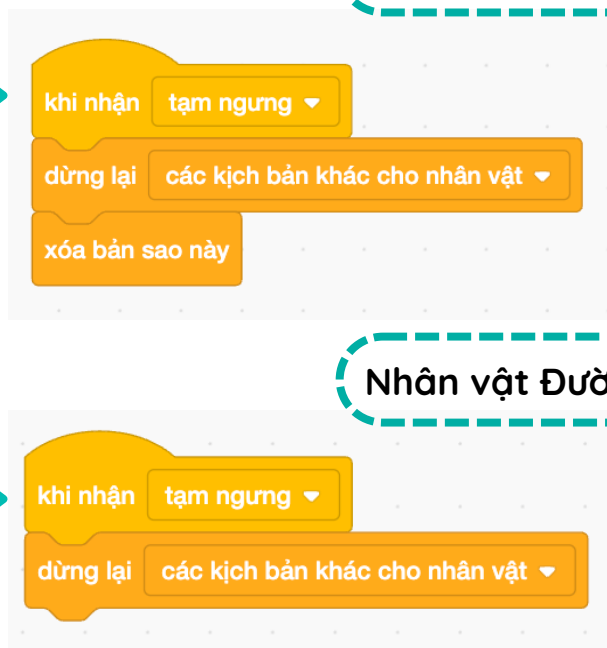 khi nhận tạm ngưng
dừng lại các kịch bản khác cho nhân vật
xóa bản sao này
Nhân vật
khi nhận tạm ngưng
dừng lại các kịch bản khác cho nhân vật